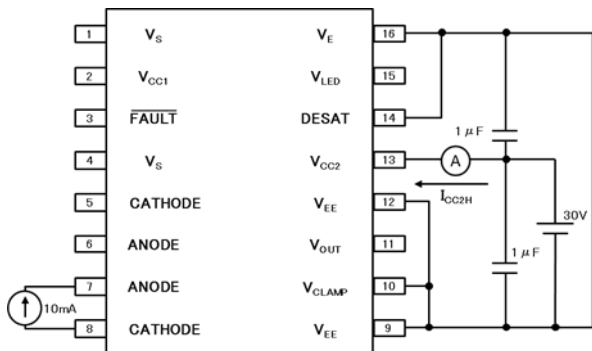 1 V_S V_E 16
2 V_CC1 V_LED 15
3 FAULT DESAT 14
1 μF
4 V_S V_CC2 13 A
I_CC2H
5 CATHODE V_EE 12
30V
6 ANODE V_OUT 11
1 μF
7 ANODE V_CLAMP 10
10mA
8 CATHODE V_EE 9